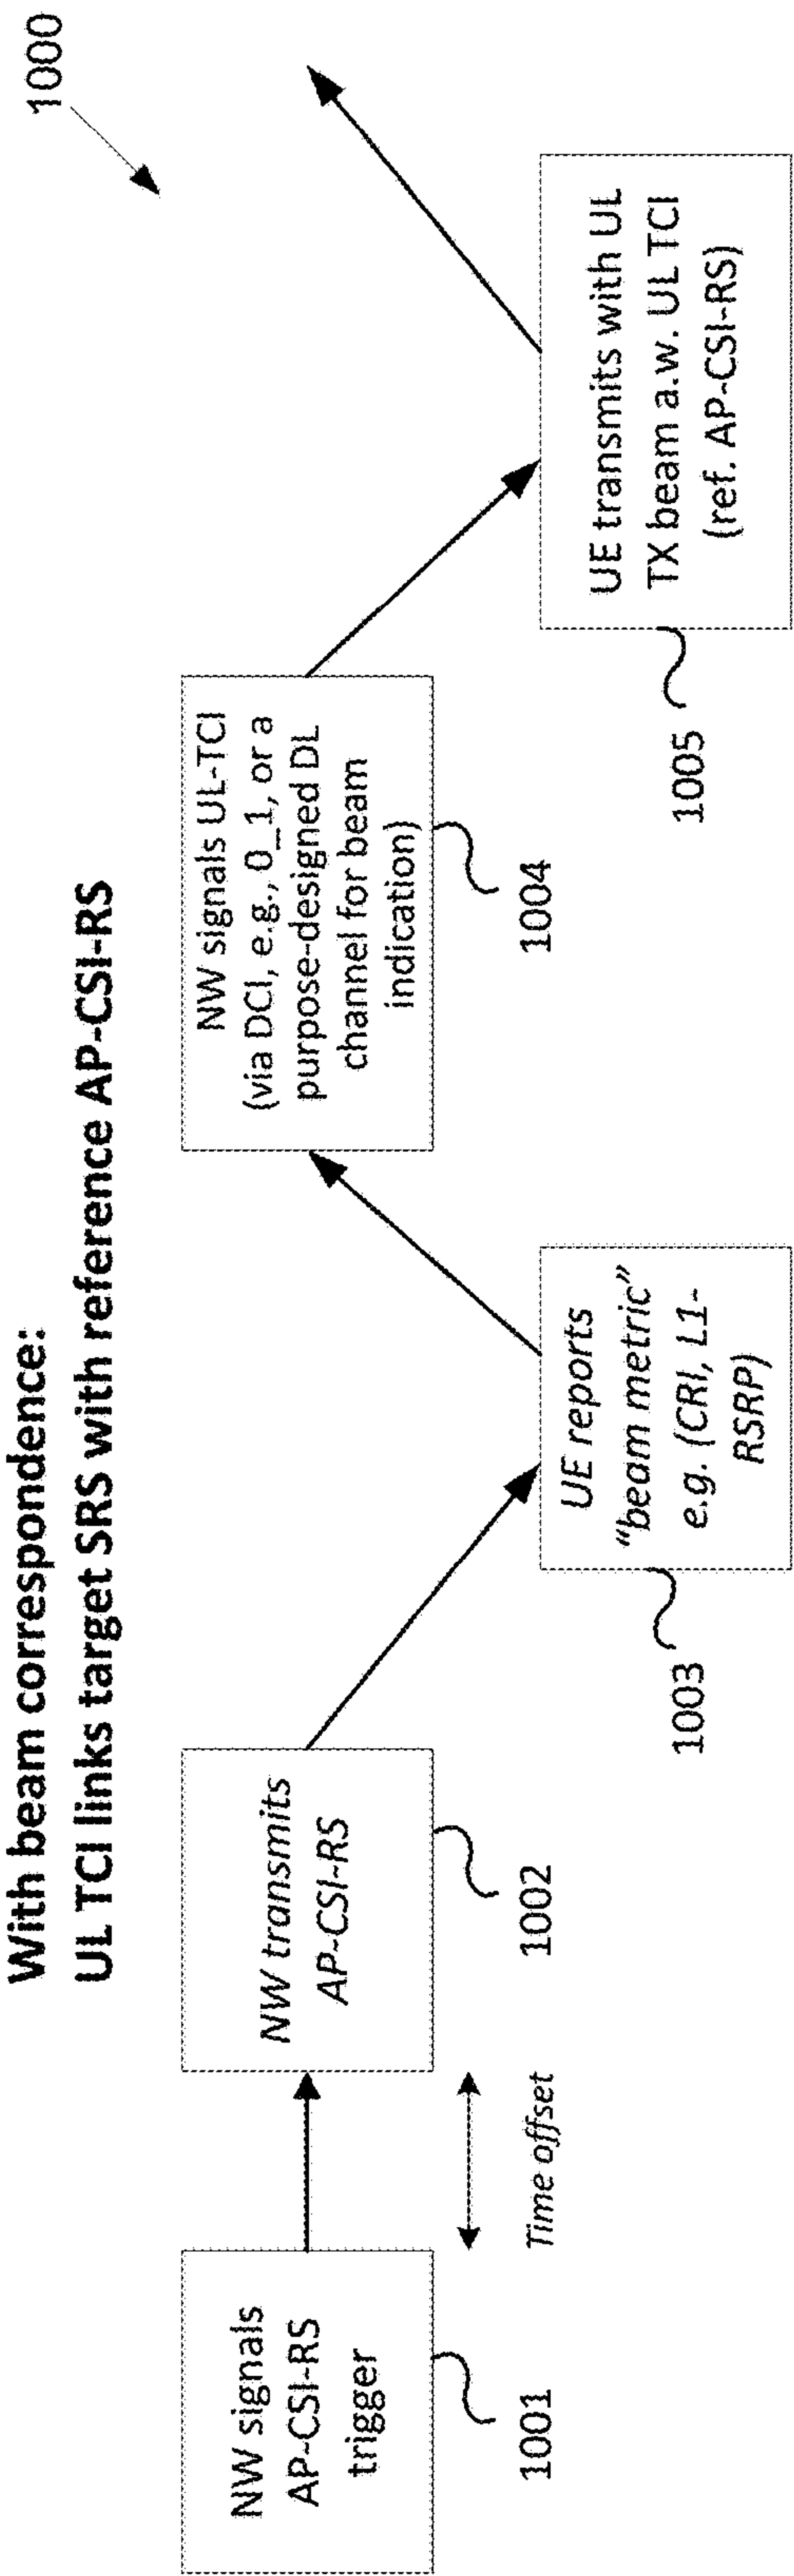 1000
With beam correspondence:
UL TCI links target SRS with reference AP-CSI-RS
NW signals
AP-CSI-RS
trigger
1001
Time offset
NW transmits
AP-CSI-RS
1002
UE reports
“beam metric”
e.g. (CRI, L1-
RSRP)
1003
NW signals UL-TCI
(via DCI, e.g., 0_1, or a
purpose-designed DL
channel for beam
indication)
1004
UE transmits with UL
TX beam a.w. UL TCI
(ref. AP-CSI-RS)
1005